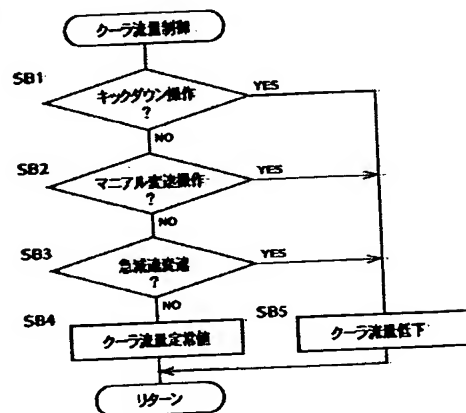 クーラ流量制御
SB1
キックダウン操作
?
YES
NO
SB2
マニアル変速操作
?
YES
NO
SB3
急減速変速
?
YES
NO
SB4
クーラ流量定常値
SB5
クーラ流量低下
リターン